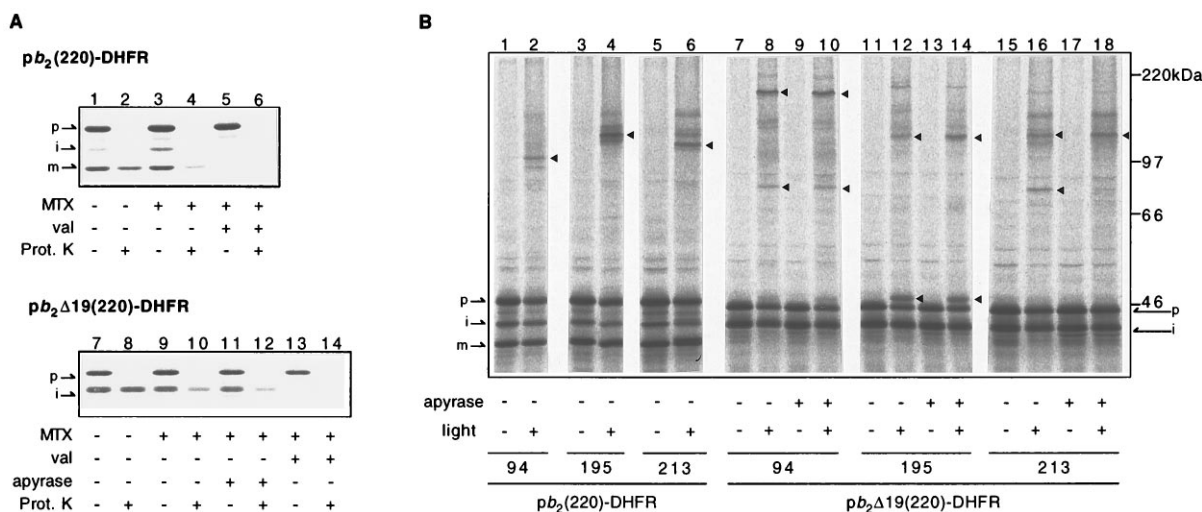 A
pb₂(220)-DHFR
1 2 3 4 5 6
p
i
m
MTX - - + + + +
val - - - - + +
Prot. K - + - + - +
pb₂Δ19(220)-DHFR
7 8 9 10 11 12 13 14
p
i
MTX - - + + + + + +
val - - - - - - + +
apyrase - - - - + + - -
Prot. K - + - + - + - +
B
1 2 3 4 5 6 7 8 9 10 11 12 13 14 15 16 17 18
220kDa
97
66
46
p
i
m
p
i
apyrase - - - - - - - - + + - - + + - - + +
light - + - + - + - + - + - + - + - + - +
94 195 213 94 195 213
pb₂(220)-DHFR pb₂Δ19(220)-DHFR